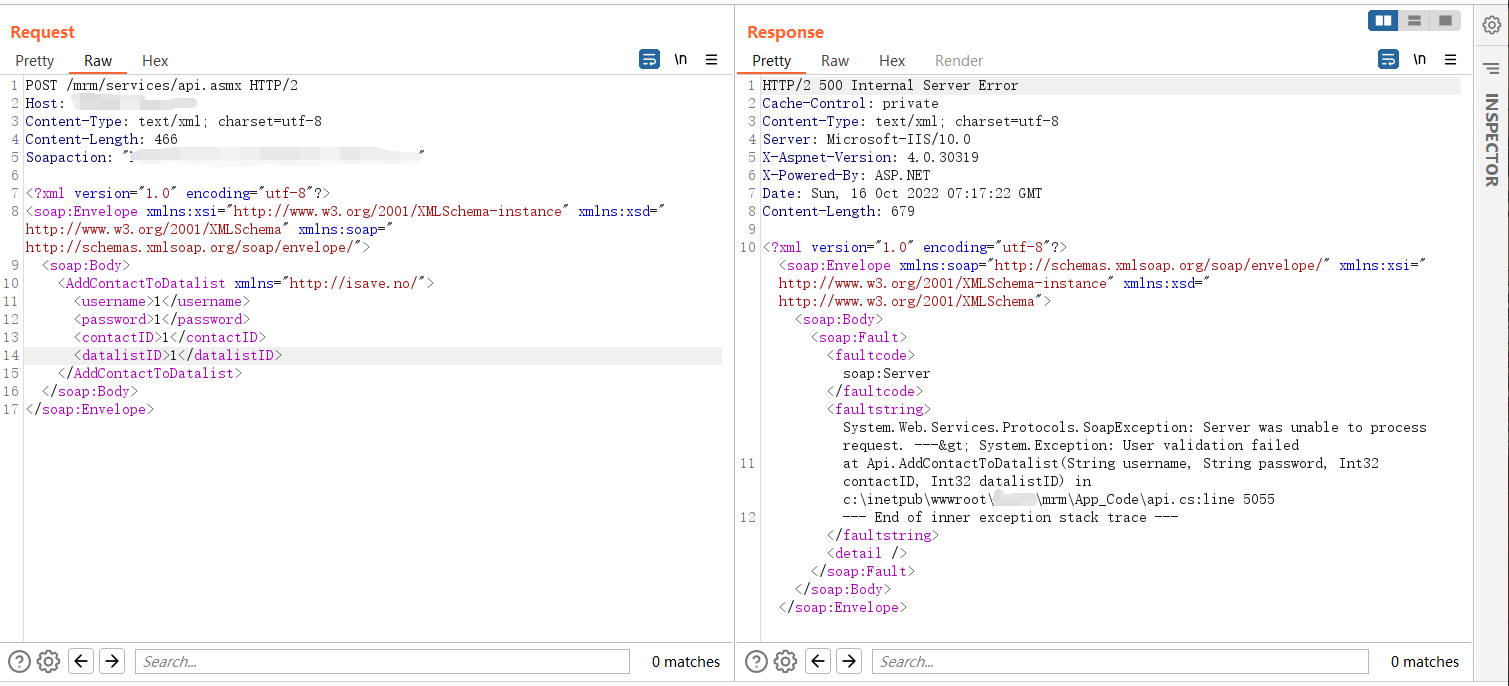 Request
Pretty Raw Hex \n
1 POST /mrm/services/api.asmx HTTP/2
2 Host:
3 Content-Type: text/xml; charset=utf-8
4 Content-Length: 466
5 Soapaction: " "
6
7 <?xml version="1.0" encoding="utf-8"?>
8 <soap:Envelope xmlns:xsi="http://www.w3.org/2001/XMLSchema-instance" xmlns:xsd="
http://www.w3.org/2001/XMLSchema" xmlns:soap="
http://schemas.xmlsoap.org/soap/envelope/">
9 <soap:Body>
10 <AddContactToDatalist xmlns="http://isave.no/">
11 <username>1</username>
12 <password>1</password>
13 <contactID>1</contactID>
14 <datalistID>1</datalistID>
15 </AddContactToDatalist>
16 </soap:Body>
17 </soap:Envelope>
Search...
0 matches
Response
Pretty Raw Hex Render \n
1 HTTP/2 500 Internal Server Error
2 Cache-Control: private
3 Content-Type: text/xml; charset=utf-8
4 Server: Microsoft-IIS/10.0
5 X-Aspnet-Version: 4.0.30319
6 X-Powered-By: ASP.NET
7 Date: Sun, 16 Oct 2022 07:17:22 GMT
8 Content-Length: 679
9
10 <?xml version="1.0" encoding="utf-8"?>
<soap:Envelope xmlns:soap="http://schemas.xmlsoap.org/soap/envelope/" xmlns:xsi="
http://www.w3.org/2001/XMLSchema-instance" xmlns:xsd="
http://www.w3.org/2001/XMLSchema">
<soap:Body>
<soap:Fault>
<faultcode>
soap:Server
</faultcode>
<faultstring>
System.Web.Services.Protocols.SoapException: Server was unable to process
request. ---&gt; System.Exception: User validation failed
11 at Api.AddContactToDatalist(String username, String password, Int32
contactID, Int32 datalistID) in
c:\inetpub\wwwroot\ \mrm\App_Code\api.cs:line 5055
12 --- End of inner exception stack trace ---
</faultstring>
<detail />
</soap:Fault>
</soap:Body>
</soap:Envelope>
Search...
0 matches
INSPECTOR